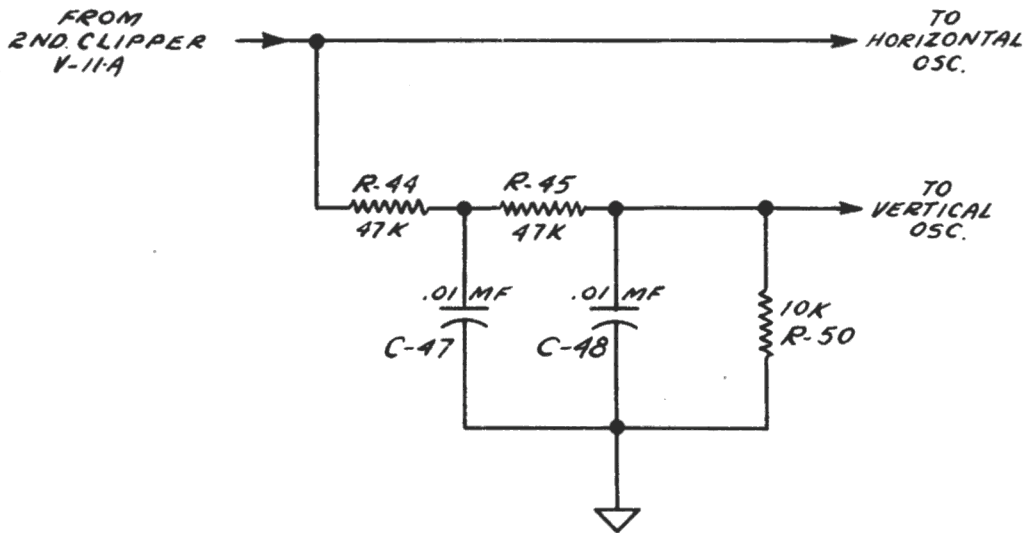 FROM
2ND. CLIPPER
V-11-A
TO
HORIZONTAL
OSC.
R-44
47K
R-45
47K
TO
VERTICAL
OSC.
.01 MF
C-47
.01 MF
C-48
10K
R-50